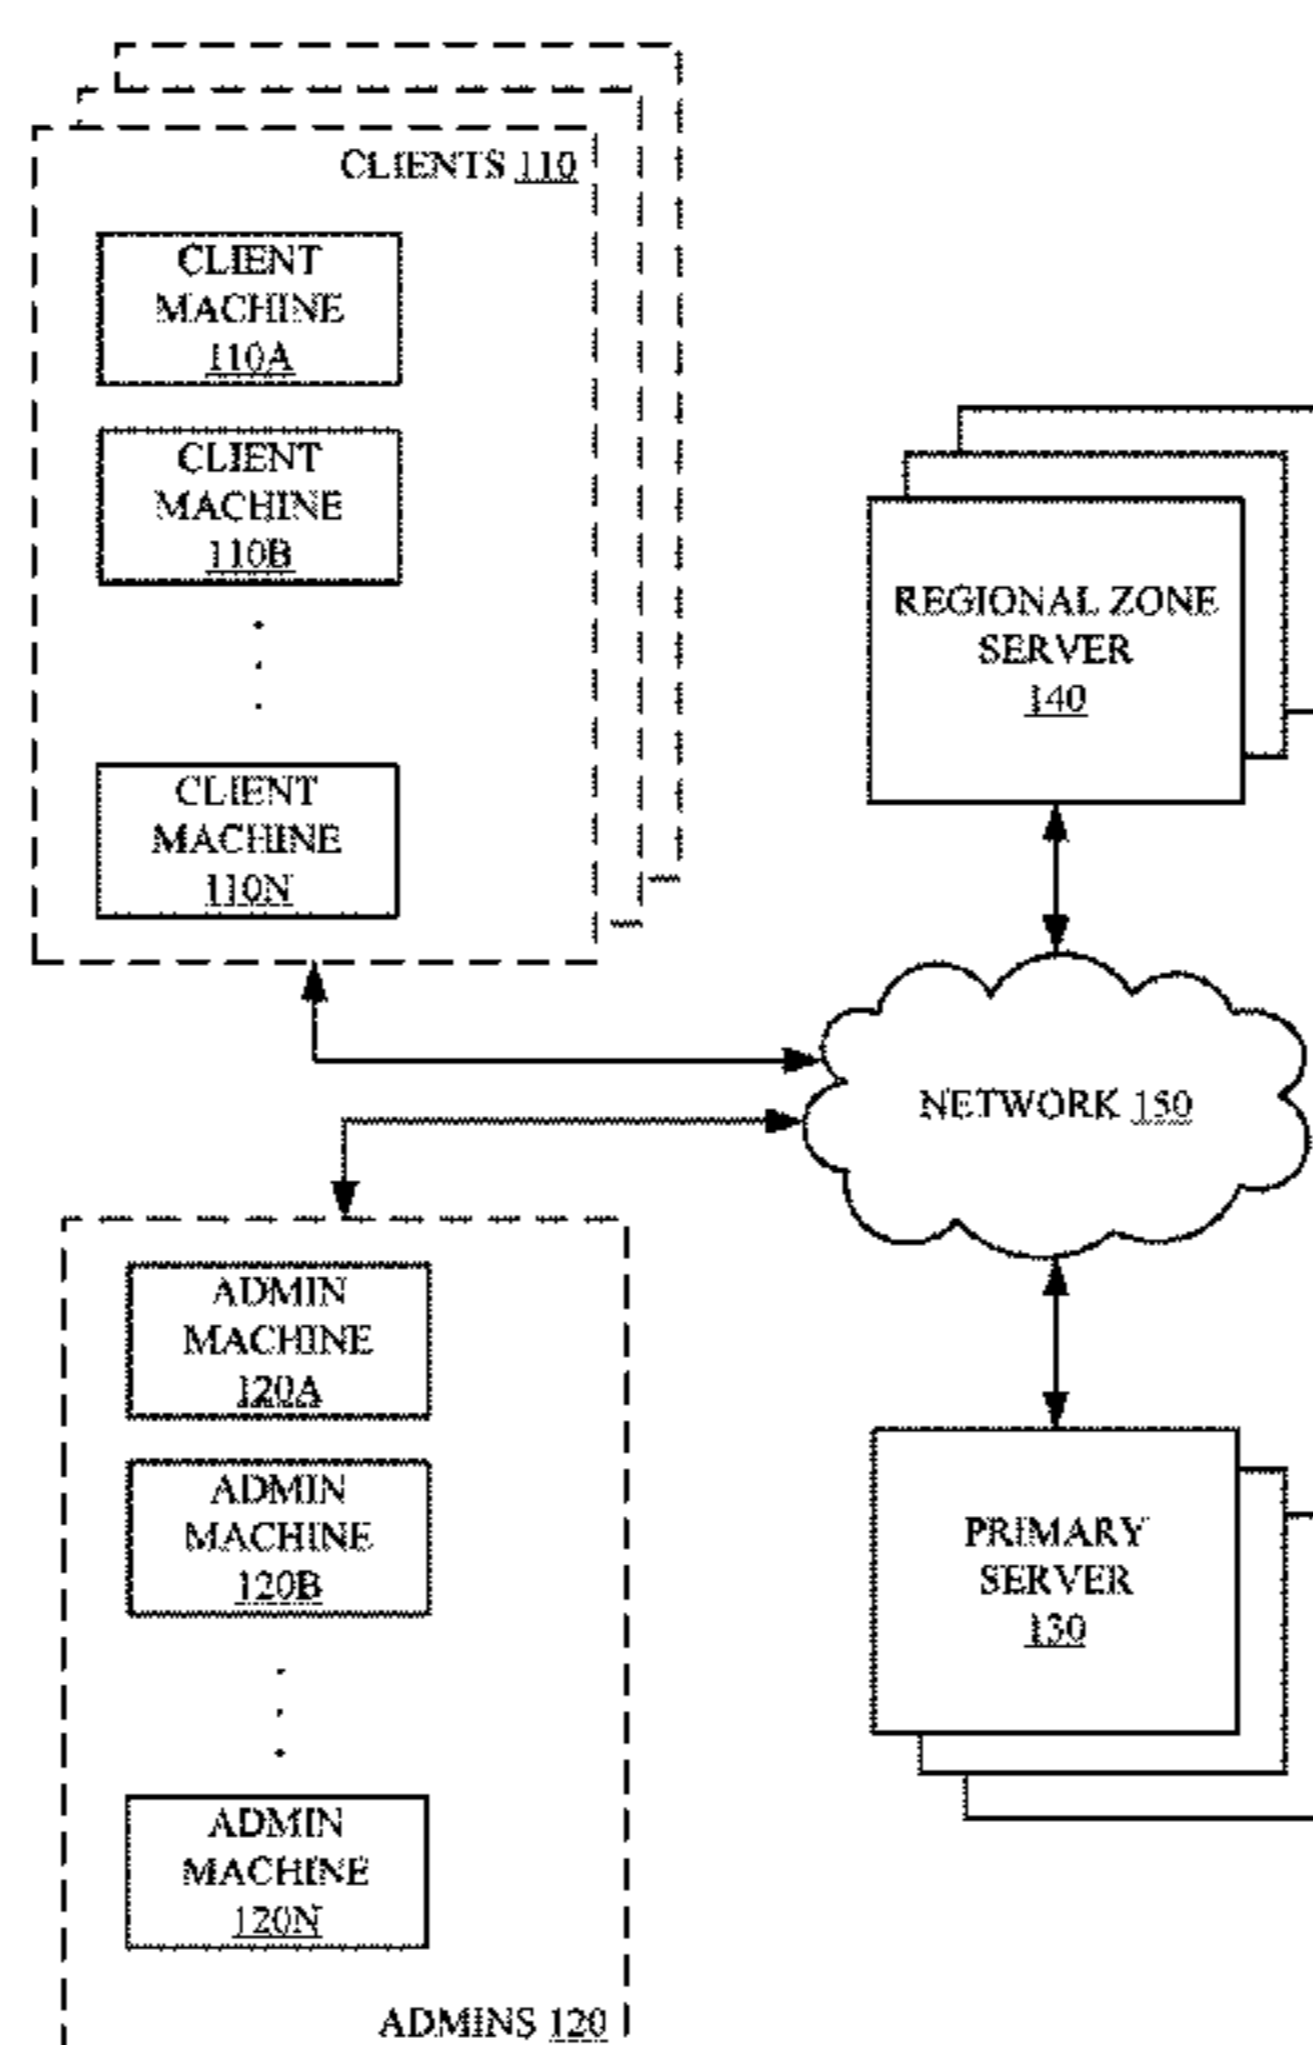 CLIENTS 110
CLIENT
MACHINE
110A
CLIENT
MACHINE
110B
CLIENT
MACHINE
110N
REGIONAL ZONE
SERVER
140
NETWORK 150
ADMIN
MACHINE
120A
ADMIN
MACHINE
120B
ADMIN
MACHINE
120N
ADMINS 120
PRIMARY
SERVER
130